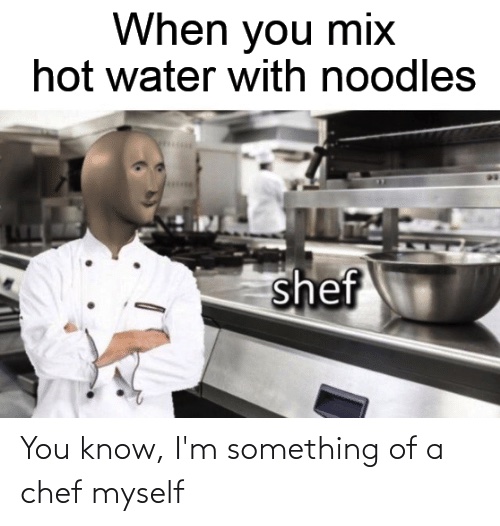 When you mix
hot water with noodles
shef
You know, I'm something of a
chef myself